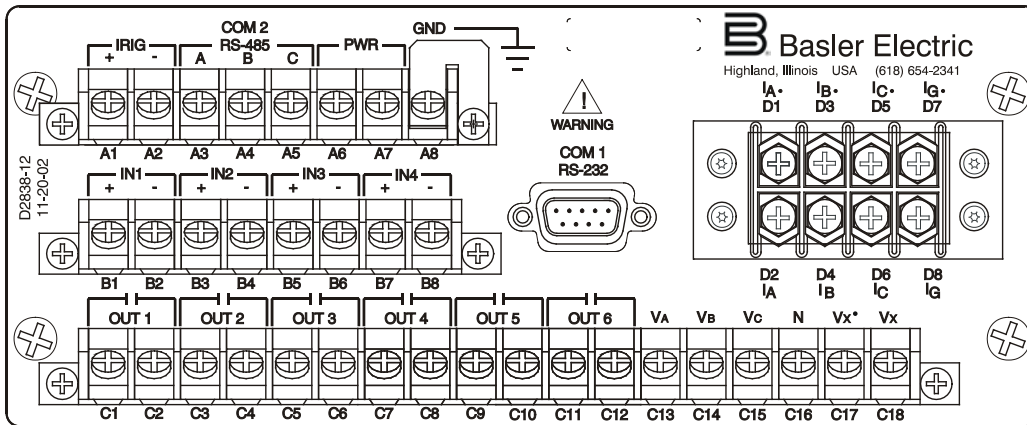 COM 2
GND
IRIG RS-485 PWR
+ - A B C
A1 A2 A3 A4 A5 A6 A7 A8
D2838-12
11-20-02
IN1 IN2 IN3 IN4
+ - + - + - + -
B1 B2 B3 B4 B5 B6 B7 B8
WARNING
COM 1
RS-232
B Basler Electric
Highland, Illinois USA (618) 654-2341
IA• IB• IC• IG•
D1 D3 D5 D7
D2 D4 D6 D8
IA IB IC IG
OUT 1 OUT 2 OUT 3 OUT 4 OUT 5 OUT 6 VA VB VC N VX• VX
C1 C2 C3 C4 C5 C6 C7 C8 C9 C10 C11 C12 C13 C14 C15 C16 C17 C18